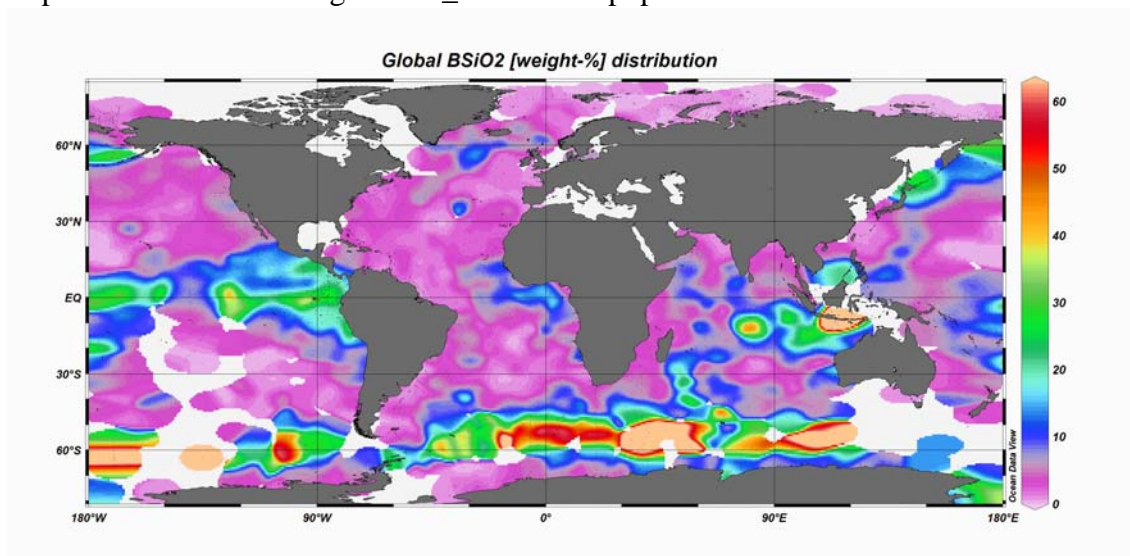 Global BSiO2 [weight-%] distribution
60
60°N
50
30°N
40
EQ
30
30°S
20
10
60°S
Ocean Data View
0
180°W
90°W
0°
90°E
180°E